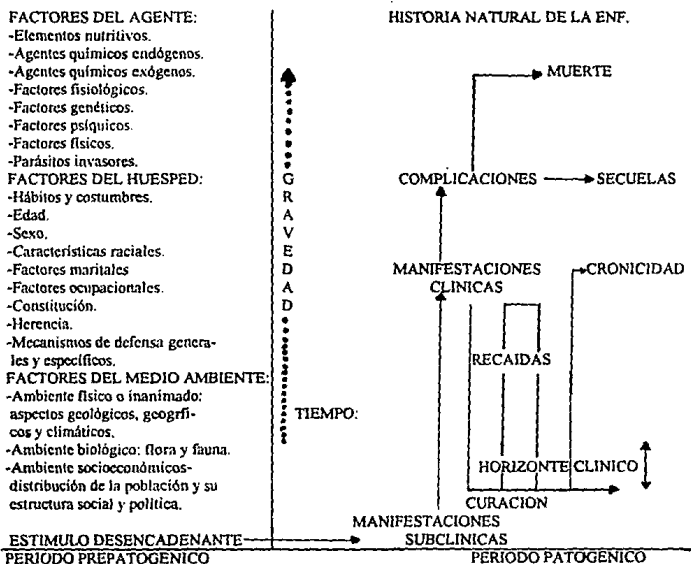 FACTORES DEL AGENTE:
-Elementos nutritivos.
-Agentes químicos endógenos.
-Agentes químicos exógenos.
-Factores fisiológicos.
-Factores genéticos.
-Factores psíquicos.
-Factores físicos.
-Parásitos invasores.
FACTORES DEL HUESPED:
-Hábitos y costumbres.
-Edad.
-Sexo.
-Características raciales.
-Factores maritales
-Factores ocupacionales.
-Constitución.
-Herencia.
-Mecanismos de defensa genera-
les y específicos.
FACTORES DEL MEDIO AMBIENTE:
-Ambiente físico o inanimado:
aspectos geológicos, geogrfi-
cos y climáticos.
-Ambiente biológico: flora y fauna.
-Ambiente socioeconómicos-
distribución de la población y su
estructura social y política.
ESTIMULO DESENCADENANTE
PERIODO PREPATOGENICO
GRAVEDAD
TIEMPO:
HISTORIA NATURAL DE LA ENF.
MUERTE
COMPLICACIONES
SECUELAS
MANIFESTACIONES
CLINICAS
CRONICIDAD
RECAIDAS
HORIZONTE CLINICO
CURACION
MANIFESTACIONES
SUBCLINICAS
PERIODO PATOGENICO